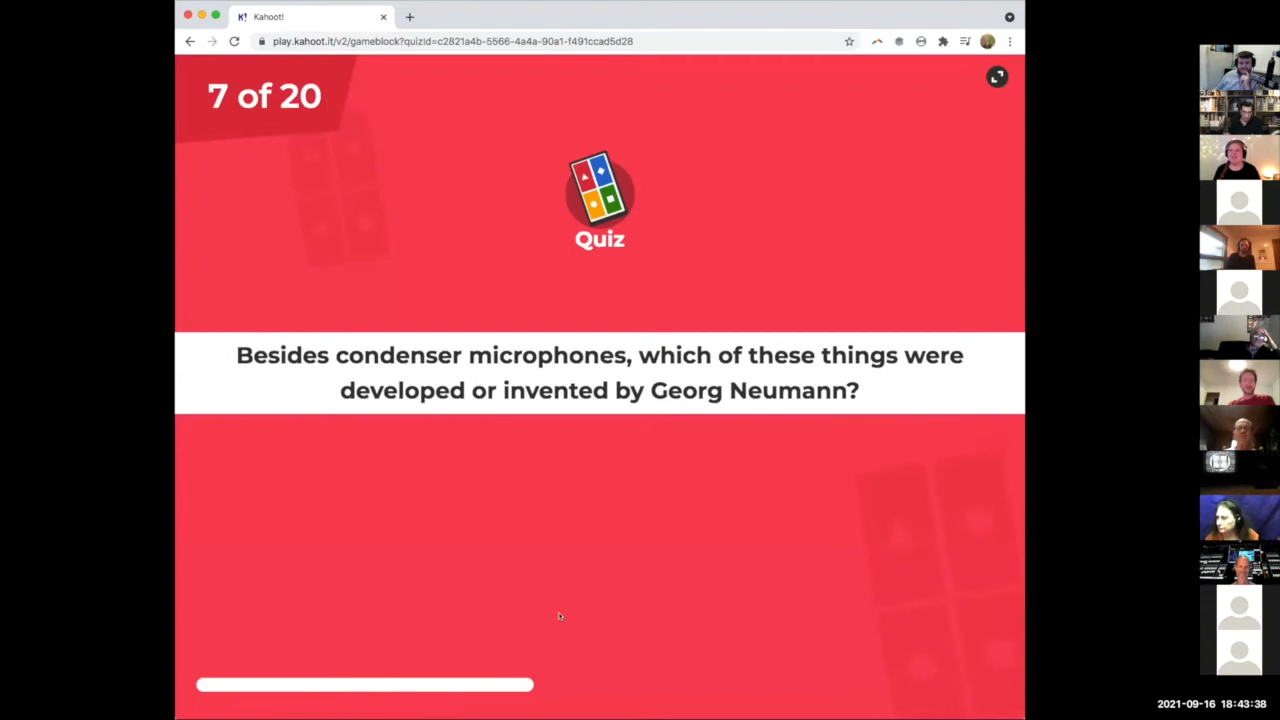 K! Kahoot!
play.kahoot.it/v2/gameblock?quizId=c2821a4b-5566-4a4a-90a1-f491ccad5d28
7 of 20
Quiz
Besides condenser microphones, which of these things were
developed or invented by Georg Neumann?
2021-09-16 18:43:38